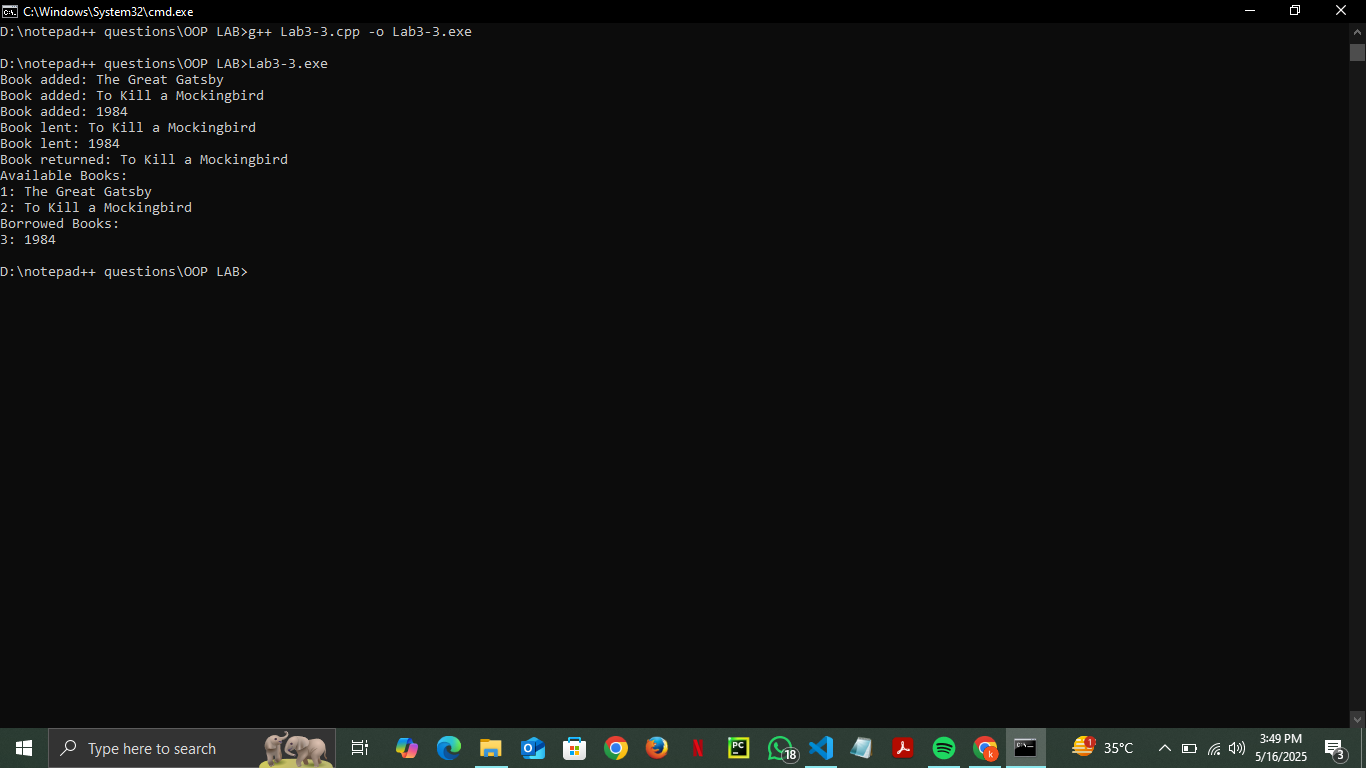 C:\Windows\System32\cmd.exe
D:\notepad++ questions\OOP LAB>g++ Lab3-3.cpp -o Lab3-3.exe
D:\notepad++ questions\OOP LAB>Lab3-3.exe
Book added: The Great Gatsby
Book added: To Kill a Mockingbird
Book added: 1984
Book lent: To Kill a Mockingbird
Book lent: 1984
Book returned: To Kill a Mockingbird
Available Books:
1: The Great Gatsby
2: To Kill a Mockingbird
Borrowed Books:
3: 1984
D:\notepad++ questions\OOP LAB>
Type here to search
N
PC
18
k
1
35°C
3:49 PM
5/16/2025
3